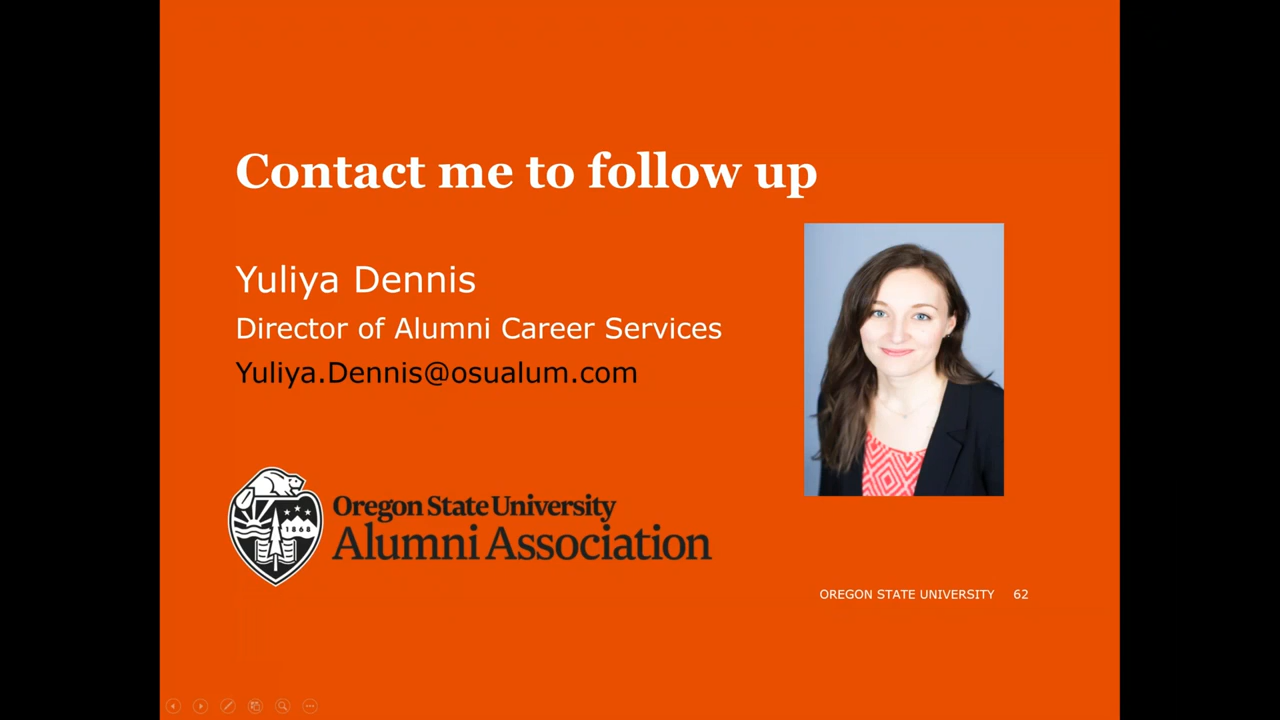 Contact me to follow up
Yuliya Dennis
Director of Alumni Career Services
Yuliya.Dennis@osualum.com
1868
Oregon State University
Alumni Association
OREGON STATE UNIVERSITY 62